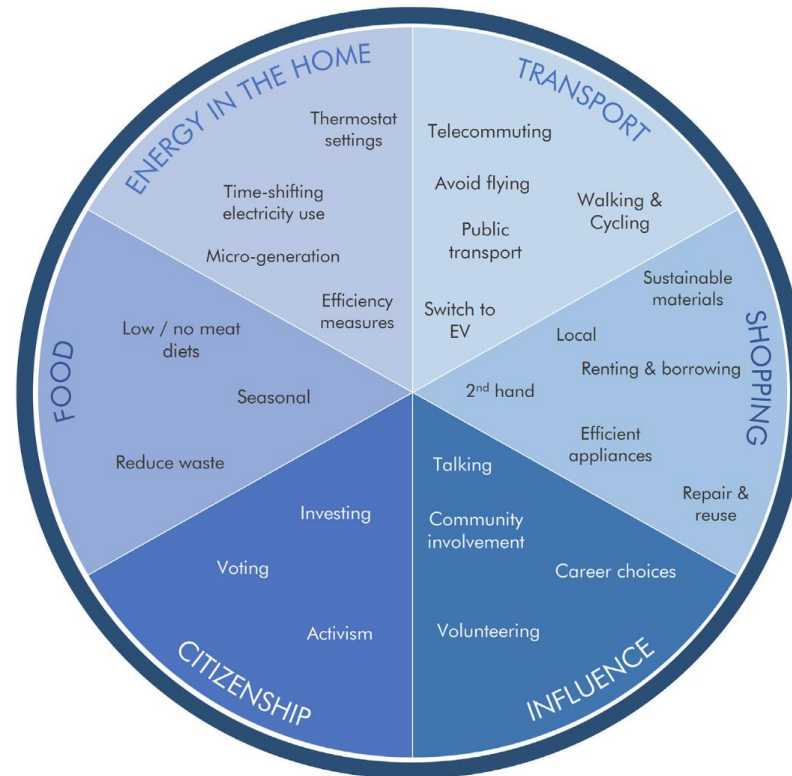 ENERGY IN THE HOME
Thermostat
settings
Time-shifting
electricity use
Micro-generation
Efficiency
measures
TRANSPORT
Telecommuting
Avoid flying
Walking &
Cycling
Public
transport
Switch to
EV
SHOPPING
Sustainable
materials
Local
Renting & borrowing
2nd hand
Efficient
appliances
Repair &
reuse
INFLUENCE
Talking
Community
involvement
Career choices
Volunteering
CITIZENSHIP
Investing
Voting
Activism
FOOD
Low / no meat
diets
Seasonal
Reduce waste